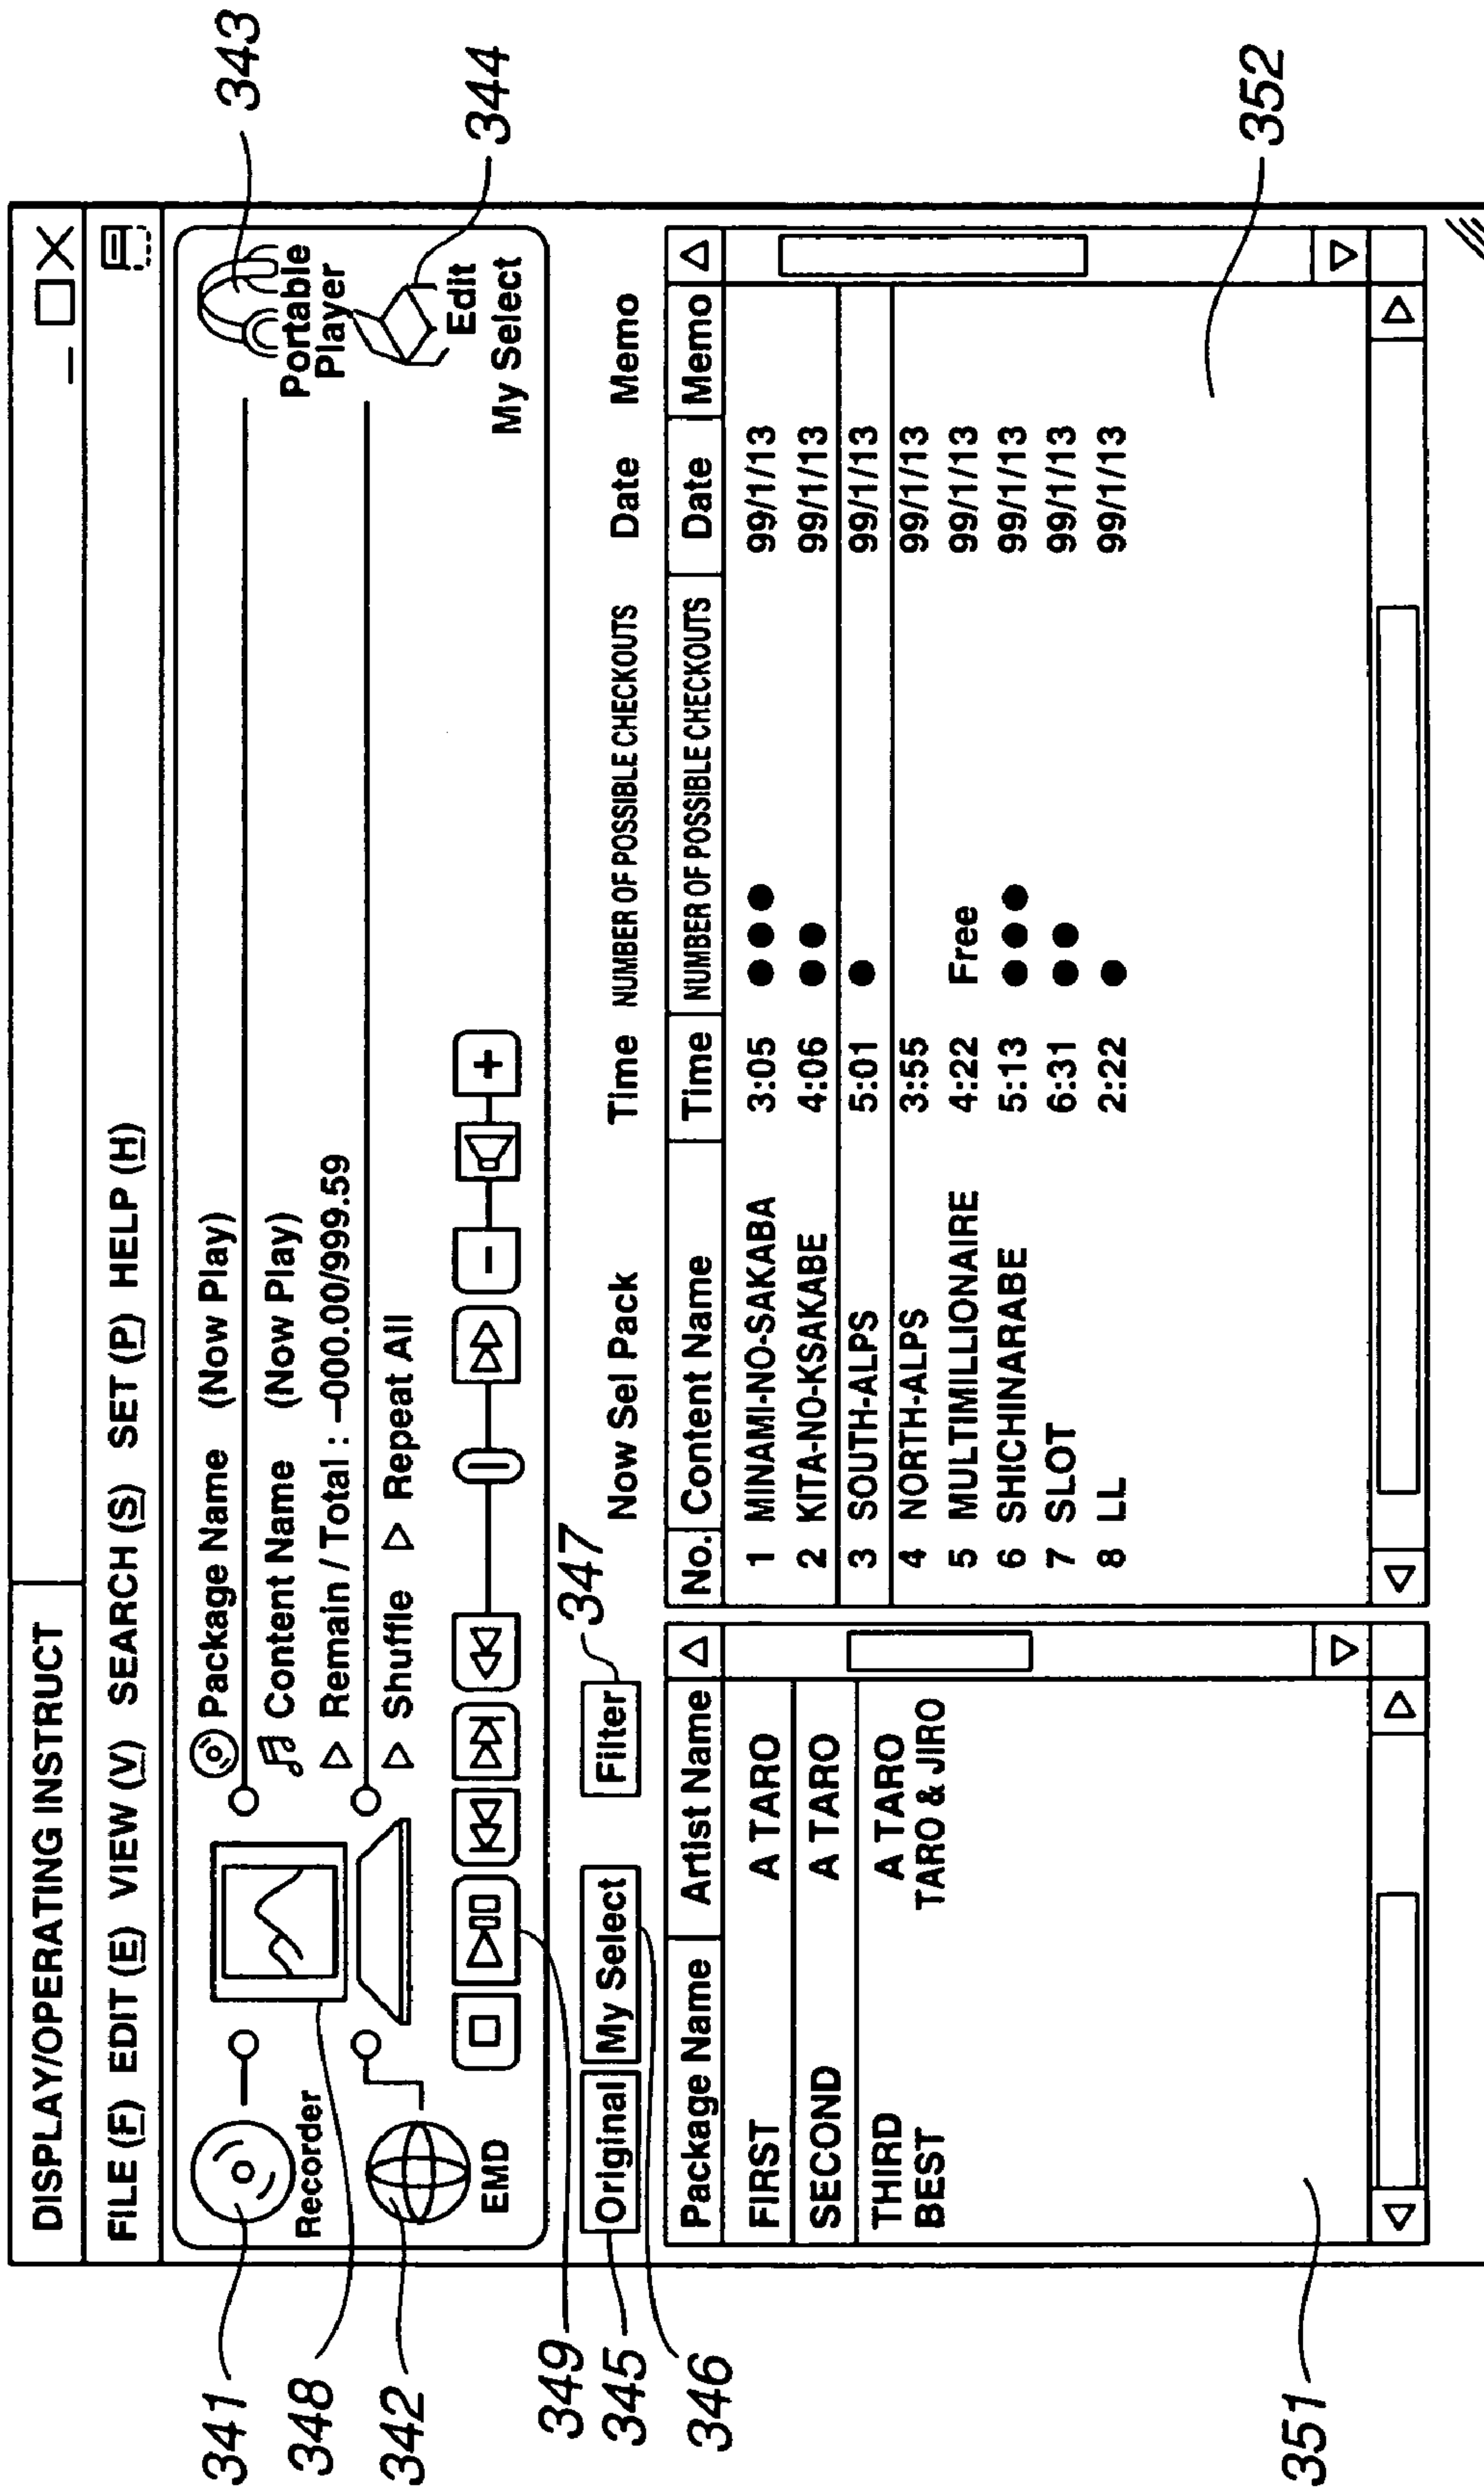 DISPLAY/OPERATING INSTRUCT
FILE (F) EDIT (E) VIEW (V) SEARCH (S) SET (P) HELP (H)
341
348
342
349
345
346
351
343
344
352
347
Recorder
EMD
Package Name (Now Play)
Content Name (Now Play)
Remain / Total : –000.00/999.59
Shuffle Repeat All
Portable
Player
Edit
My Select
Original My Select Filter
Now Sel Pack Time NUMBER OF POSSIBLE CHECKOUTS Date Memo
Package Name Artist Name
FIRST A TARO
SECOND A TARO
THIRD A TARO
BEST TARO & JIRO
No. Content Name Time NUMBER OF POSSIBLE CHECKOUTS Date Memo
1 MINAMI-NO-SAKABA 3:05 ●●● 99/1/13
2 KITA-NO-KSAKABE 4:06 ●● 99/1/13
3 SOUTH-ALPS 5:01 ● 99/1/13
4 NORTH-ALPS 3:55 99/1/13
5 MULTIMILLIONAIRE 4:22 Free 99/1/13
6 SHICHINARABE 5:13 ●●● 99/1/13
7 SLOT 6:31 ●● 99/1/13
8 LL 2:22 ● 99/1/13